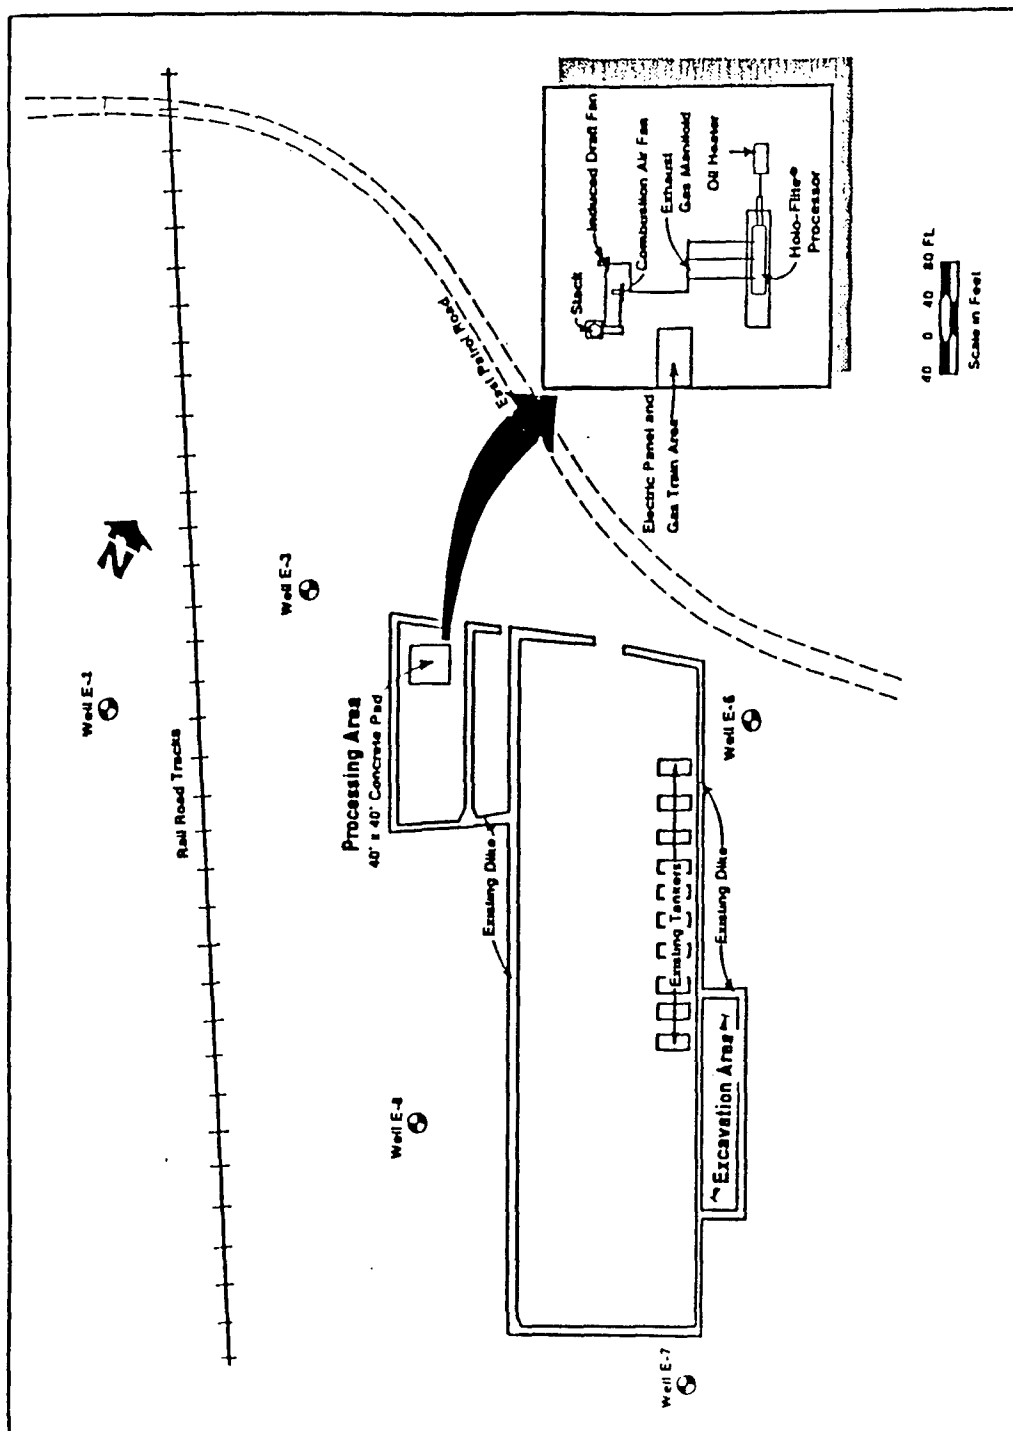 Well E-2
Rail Road Tracks
N
Well E-3
East Patrol Road
Processing Area
40' x 40' Concrete Pad
Existing Dike
Well E-8
Existing Tankers
Existing Dike
Excavation Area
Well E-6
Well E-7
Stack
Induced Draft Fan
Combustion Air Fan
Exhaust
Gas Manifold
Oil Heater
Holo-Flite®
Processor
Electric Panel and
Gas Train Area
40 0 40 80 Ft.
Scale in Feet